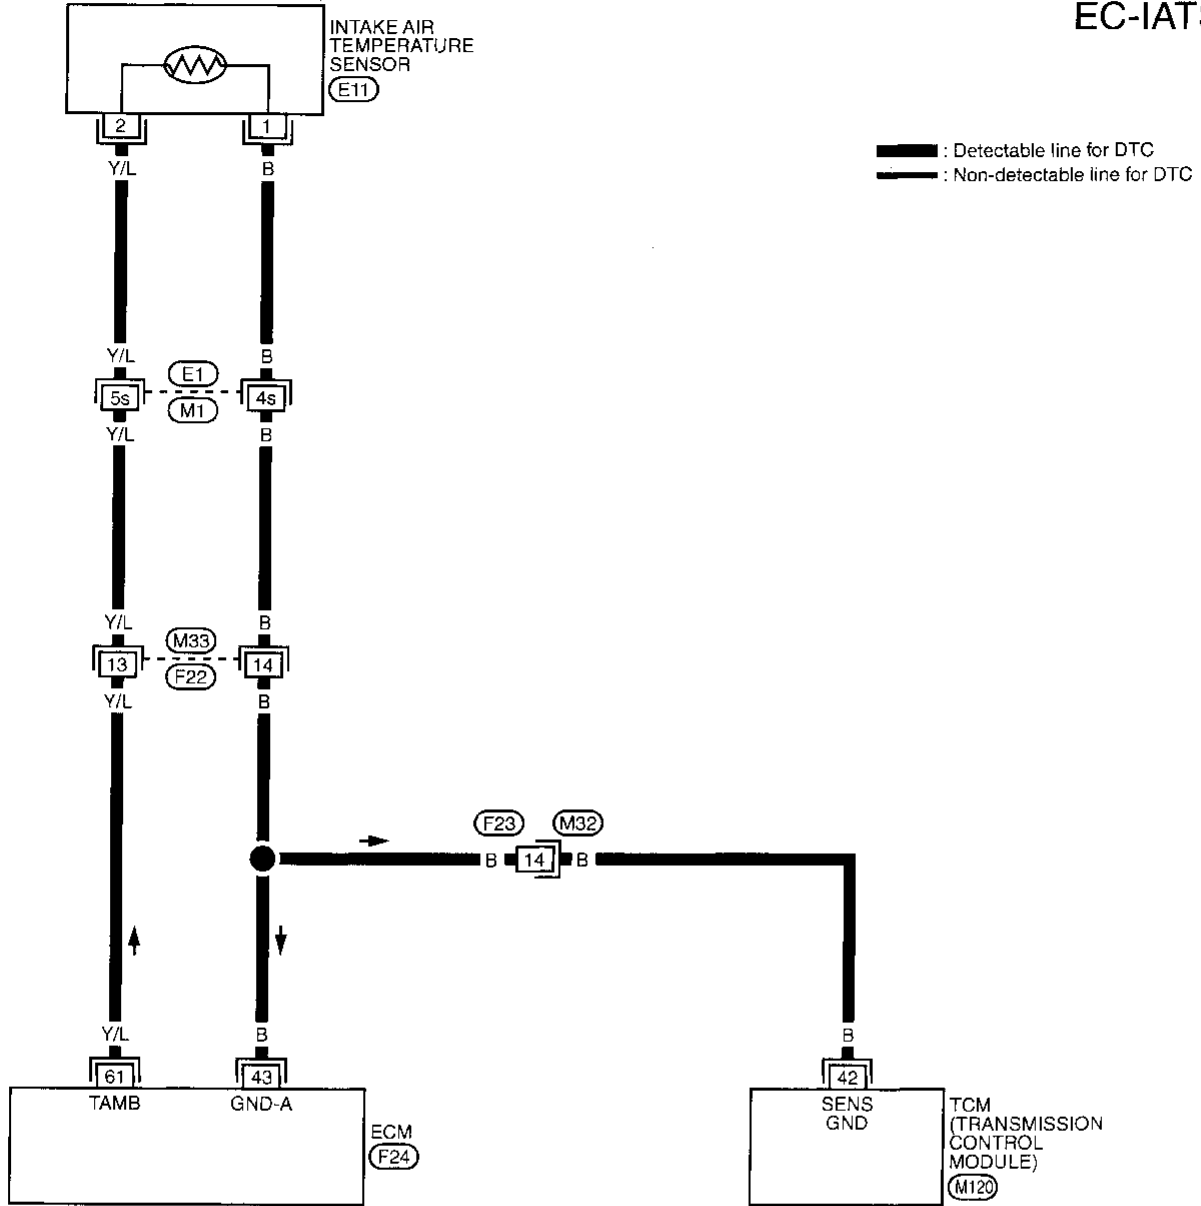 EC-IATS
INTAKE AIR
TEMPERATURE
SENSOR
E11
2
1
: Detectable line for DTC
: Non-detectable line for DTC
Y/L
B
Y/L
B
E1
5s
4s
M1
Y/L
B
Y/L
B
M33
13
14
F22
Y/L
B
F23
M32
B
14
B
Y/L
B
B
61
43
42
TAMB
GND-A
SENS
GND
ECM
F24
TCM
(TRANSMISSION
CONTROL
MODULE)
M120